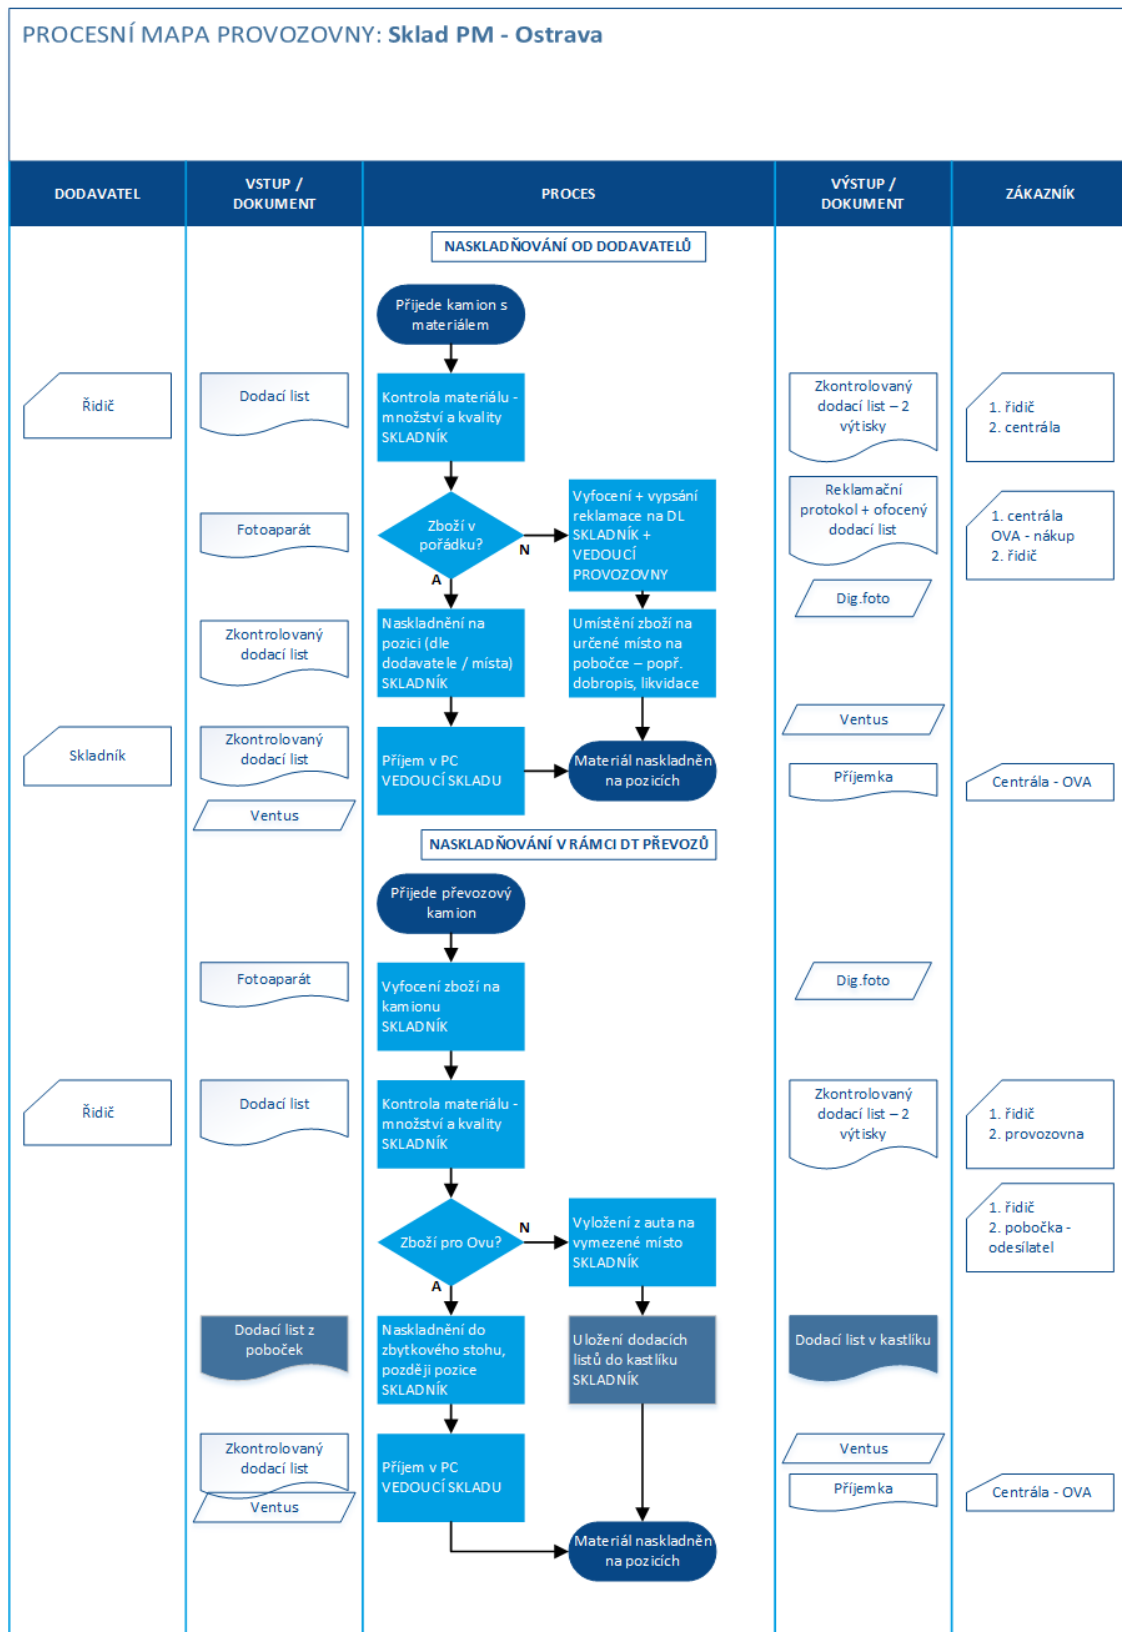 PROCESNÍ MAPA PROVOZOVNY: Sklad PM - Ostrava
DODAVATEL
VSTUP /
DOKUMENT
PROCES
VÝSTUP /
DOKUMENT
ZÁKAZNÍK
NASKLADŇOVÁNÍ OD DODAVATELŮ
Přijede kamion s
materiálem
Řidič
Dodací list
Kontrola materiálu -
množství a kvality
SKLADNÍK
Zkontrolovaný
dodací list – 2
výtisky
1. řidič
2. centrála
Fotoaparát
Zboží v
pořádku?
N
A
Vyfocení + vypsání
reklamace na DL
SKLADNÍK +
VEDOUCÍ
PROVOZOVNY
Reklamační
protokol + ofocený
dodací list
1. centrála
OVA - nákup
2. řidič
Dig.foto
Zkontrolovaný
dodací list
Naskladnění na
pozici (dle
dodavatele / místa)
SKLADNÍK
Umístění zboží na
určené místo na
pobočce – popř.
dobropis, likvidace
Ventus
Skladník
Zkontrolovaný
dodací list
Příjem v PC
VEDOUCÍ SKLADU
Materiál naskladněn
na pozicích
Příjemka
Centrála - OVA
Ventus
NASKLADŇOVÁNÍ V RÁMCI DT PŘEVOZŮ
Přijede převozový
kamion
Fotoaparát
Vyfocení zboží na
kamionu
SKLADNÍK
Dig.foto
Řidič
Dodací list
Kontrola materiálu -
množství a kvality
SKLADNÍK
Zkontrolovaný
dodací list – 2
výtisky
1. řidič
2. provozovna
Zboží pro Ovu?
N
A
Vyložení z auta na
vymezené místo
SKLADNÍK
1. řidič
2. pobočka -
odesílatel
Dodací list z
poboček
Naskladnění do
zbytkového stohu,
později pozice
SKLADNÍK
Uložení dodacích
listů do kastlíku
SKLADNÍK
Dodací list v kastlíku
Zkontrolovaný
dodací list
Ventus
Příjem v PC
VEDOUCÍ SKLADU
Ventus
Příjemka
Centrála - OVA
Materiál naskladněn
na pozicích